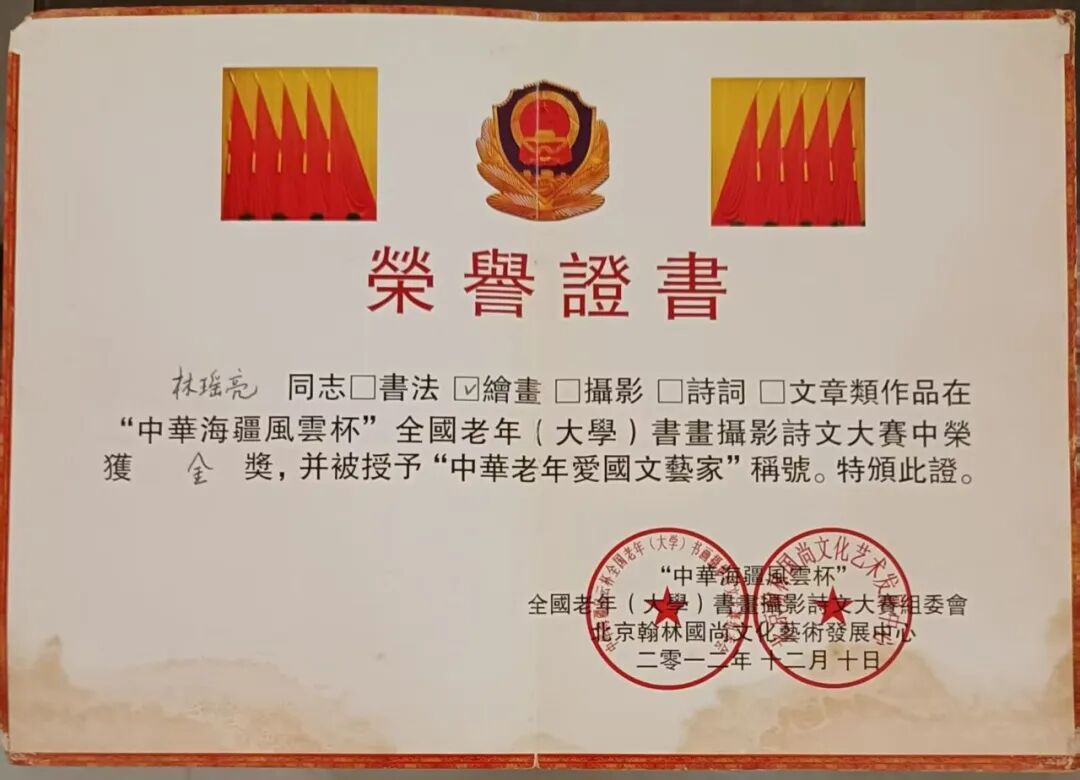 榮譽證書
林瑶亮 同志□書法 ☑繪畫 □攝影 □詩詞 □文章類作品在
“中華海疆風雲杯”全國老年（大學）書畫攝影詩文大賽中榮
獲 金 獎，并被授予“中華老年愛國文藝家”稱號。特頒此證。
“中華海疆風雲杯”
全國老年（大學）書畫攝影詩文大賽組委會
北京翰林國尚文化藝術發展中心
二零一二年 十二月 十日